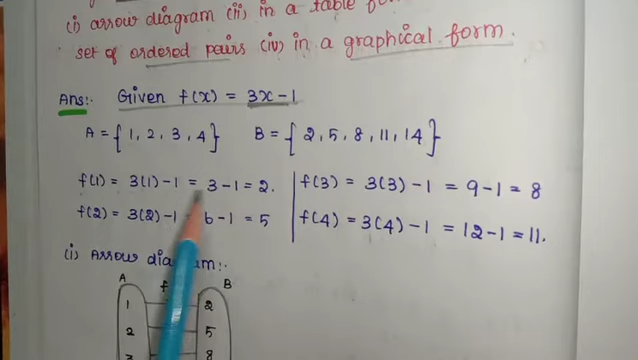 (i) arrow diagram (ii) in a table fo
set of ordered pairs (iv) in a graphical form.
Ans:- Given f(x) = 3x-1
A = {1, 2, 3, 4} B = {2, 5, 8, 11, 14}
f(1) = 3(1)-1 = 3-1 = 2. f(3) = 3(3)-1 = 9-1 = 8
f(2) = 3(2)-1 = 6-1 = 5 f(4) = 3(4)-1 = 12-1 = 11.
(i) Arrow diagram:-
A f B
1 2
2 5
3 8